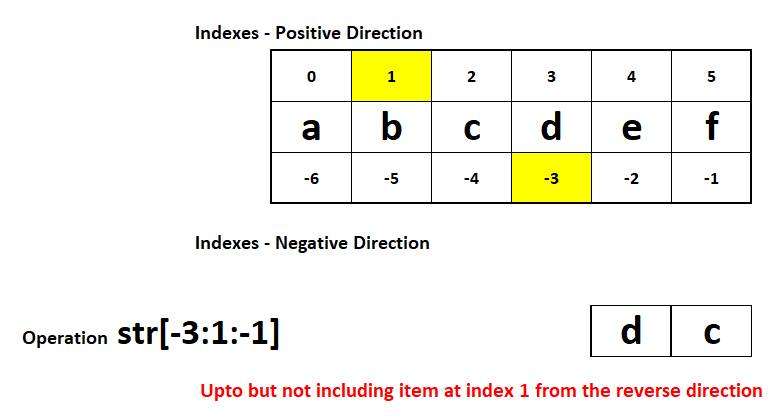 Indexes - Positive Direction
0 1 2 3 4 5
a b c d e f
-6 -5 -4 -3 -2 -1
Indexes - Negative Direction
Operation str[-3:1:-1] d c
Upto but not including item at index 1 from the reverse direction